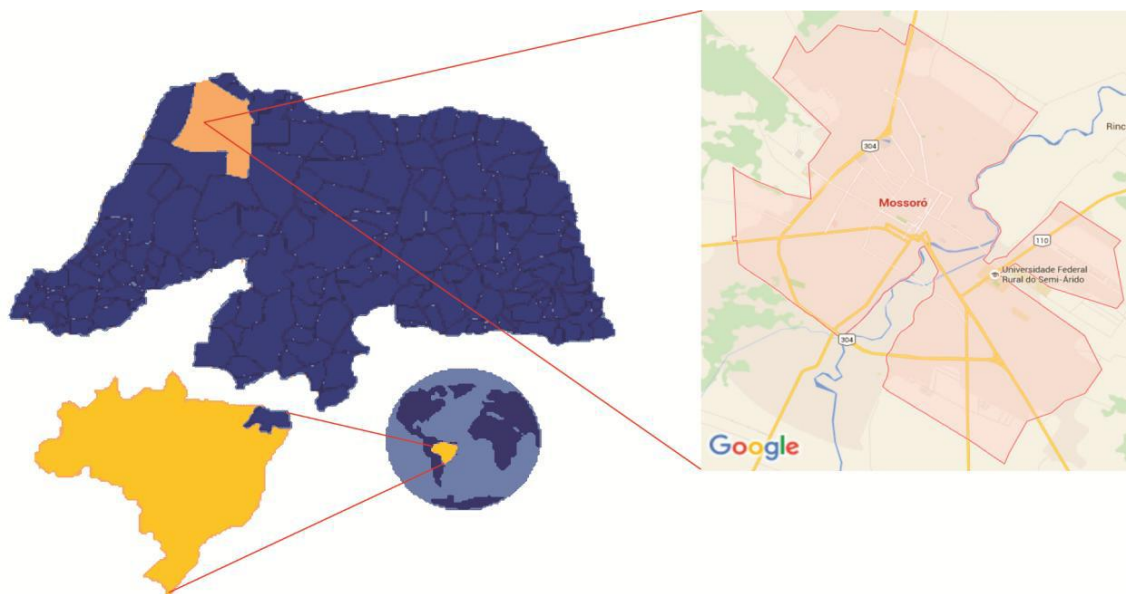 Rinc
304
Mossoró
110
Universidade Federal
Rural do Semi-Árido
304
Google